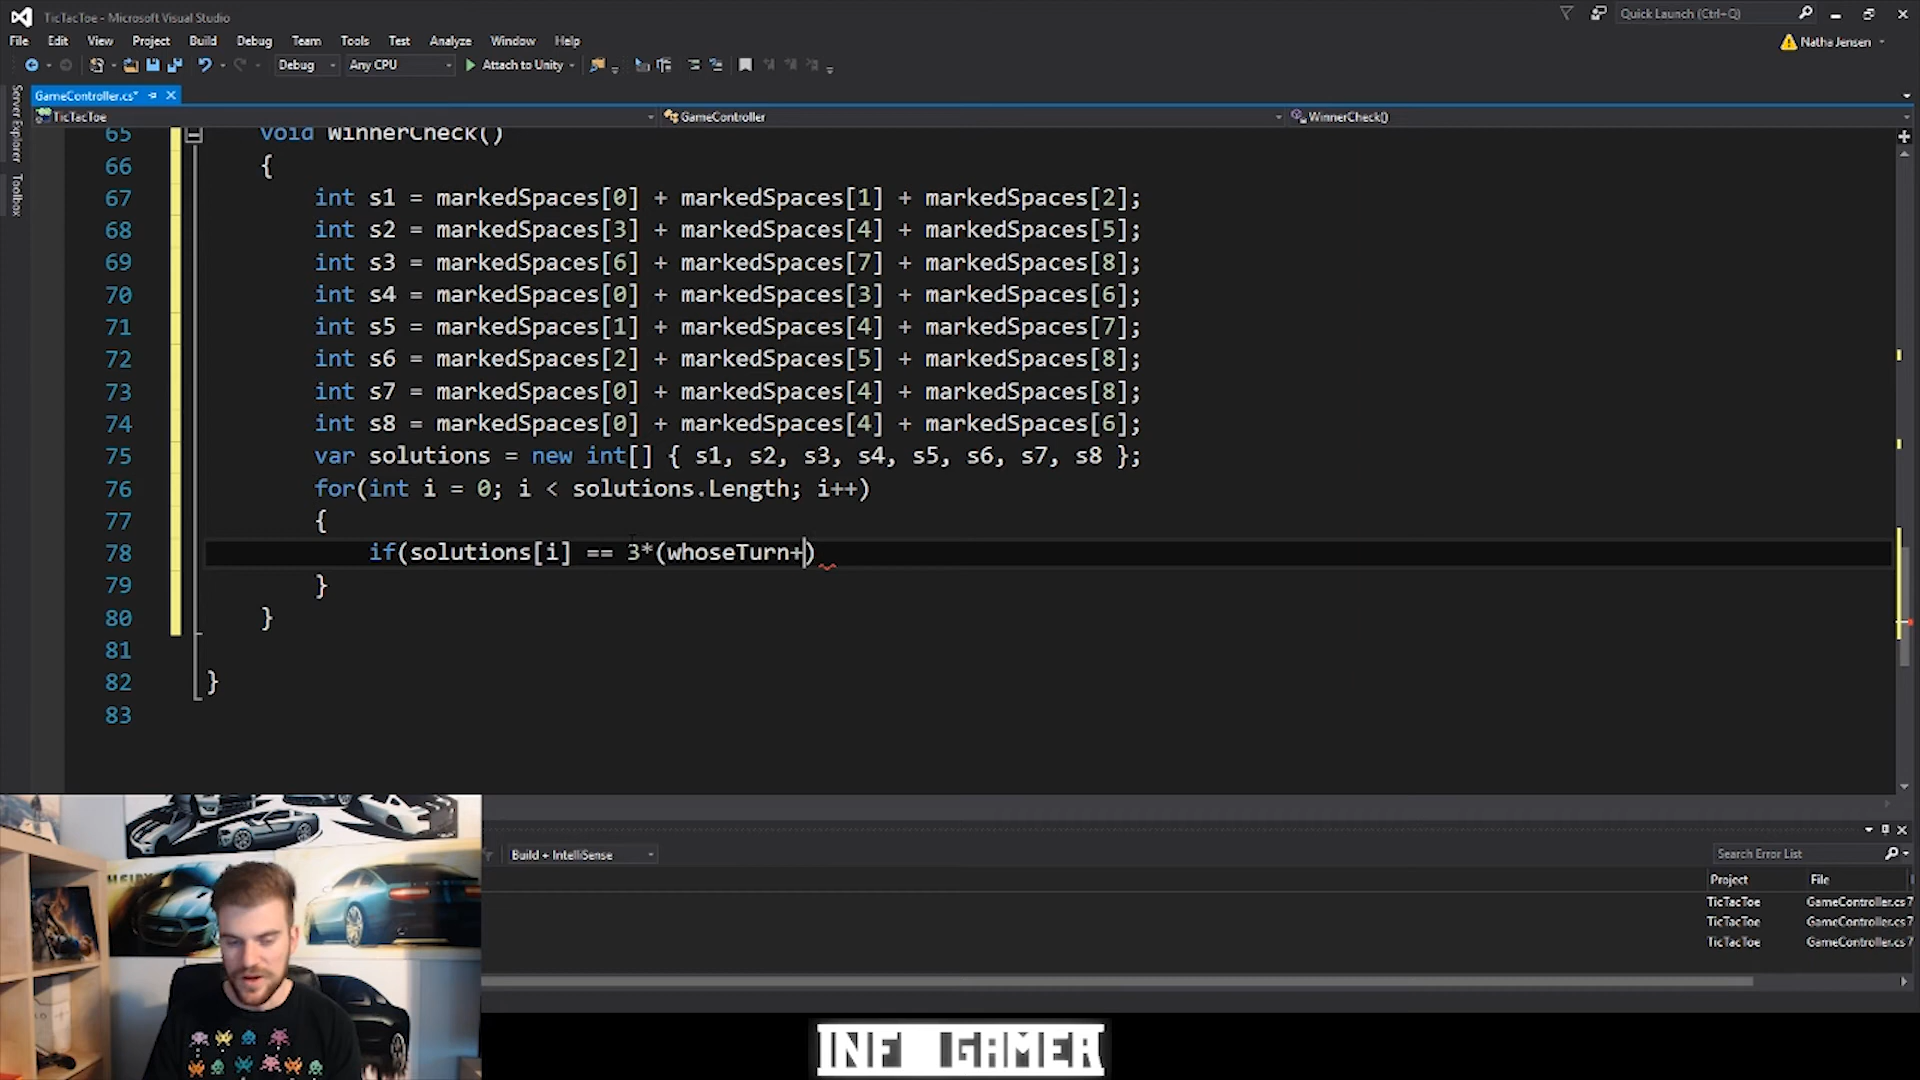 TicTacToe - Microsoft Visual Studio
Quick Launch (Ctrl+Q)
File Edit View Project Build Debug Team Tools Test Analyze Window Help
Natha Jensen
Debug Any CPU Attach to Unity
Server Explorer
Toolbox
GameController.cs*
TicTacToe GameController WinnerCheck()
65 void WinnerCheck()
66 {
67 int s1 = markedSpaces[0] + markedSpaces[1] + markedSpaces[2];
68 int s2 = markedSpaces[3] + markedSpaces[4] + markedSpaces[5];
69 int s3 = markedSpaces[6] + markedSpaces[7] + markedSpaces[8];
70 int s4 = markedSpaces[0] + markedSpaces[3] + markedSpaces[6];
71 int s5 = markedSpaces[1] + markedSpaces[4] + markedSpaces[7];
72 int s6 = markedSpaces[2] + markedSpaces[5] + markedSpaces[8];
73 int s7 = markedSpaces[0] + markedSpaces[4] + markedSpaces[8];
74 int s8 = markedSpaces[0] + markedSpaces[4] + markedSpaces[6];
75 var solutions = new int[] { s1, s2, s3, s4, s5, s6, s7, s8 };
76 for(int i = 0; i < solutions.Length; i++)
77 {
78 if(solutions[i] == 3*(whoseTurn+)
79 }
80 }
81
82 }
83
Build + IntelliSense
Search Error List
Project File
TicTacToe GameController.cs 7
TicTacToe GameController.cs 7
TicTacToe GameController.cs 7
INF GAMER